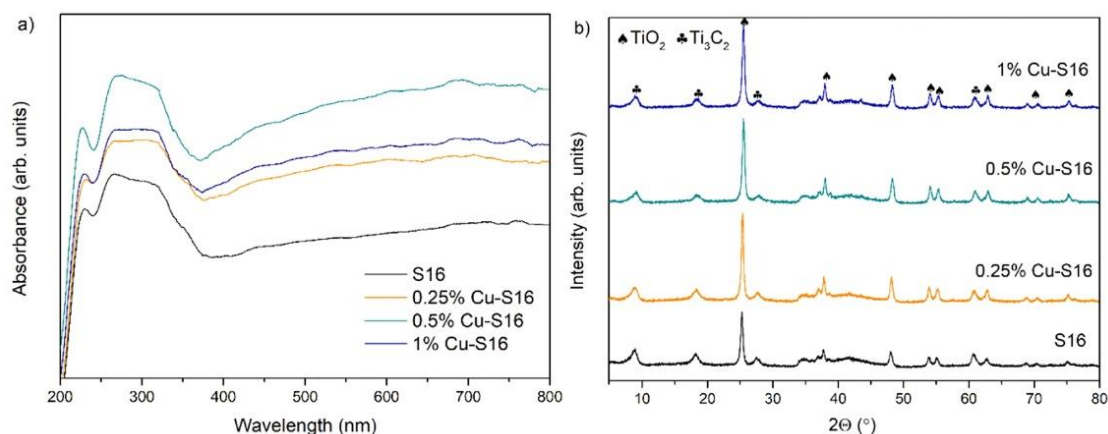 a)
Absorbance (arb. units)
S16
0.25% Cu-S16
0.5% Cu-S16
1% Cu-S16
200 300 400 500 600 700 800
Wavelength (nm)
b)
♠TiO₂ ♣Ti₃C₂
1% Cu-S16
0.5% Cu-S16
0.25% Cu-S16
S16
Intensity (arb. units)
10 20 30 40 50 60 70 80
2Θ (°)